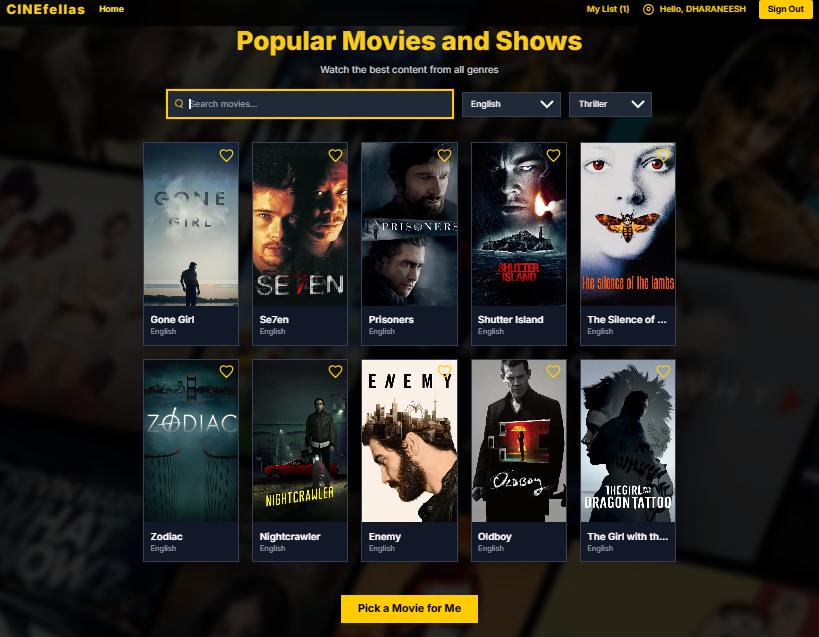 CINEfellas Home My List (1) Hello, DHARANEESH Sign Out
Popular Movies and Shows
Watch the best content from all genres
Search movies... English Thriller
GONE
GIRL
SE7EN
PRISONERS
SHUTTER
ISLAND
the silence of the lambs
Gone Girl
English
Se7en
English
Prisoners
English
Shutter Island
English
The Silence of ...
English
ZODIAC
NIGHTCRAWLER
ENEMY
OLDBOY
THE GIRL WITH THE
DRAGON TATTOO
Zodiac
English
Nightcrawler
English
Enemy
English
Oldboy
English
The Girl with th...
English
Pick a Movie for Me